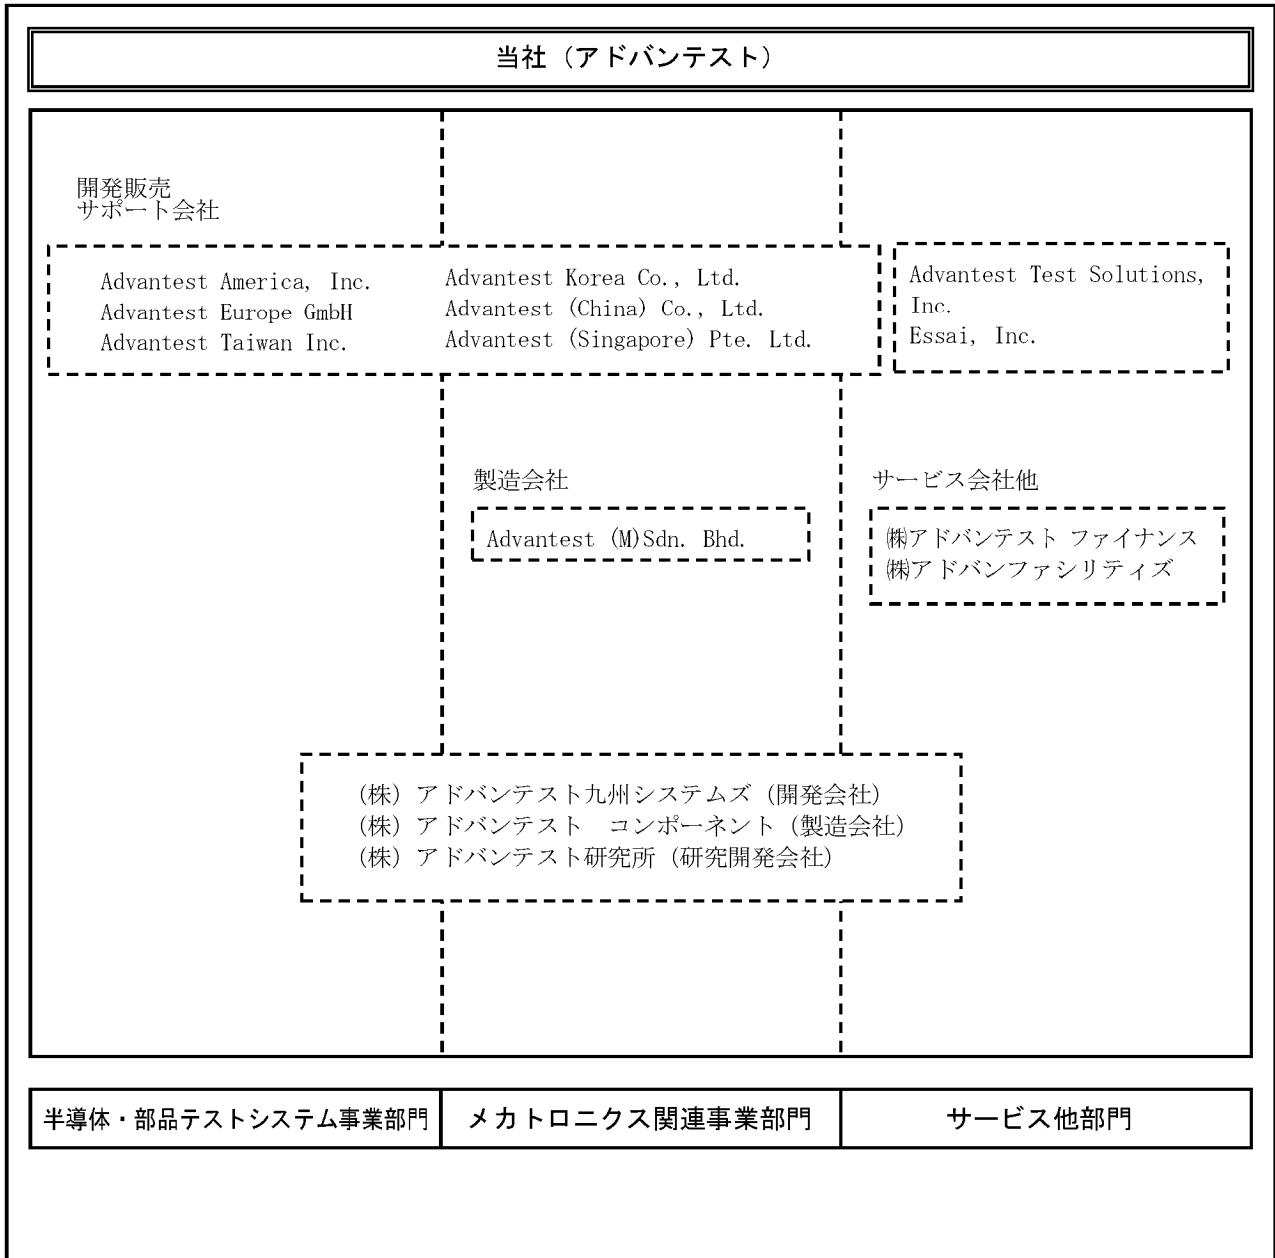 当社（アドバンテスト）
開発販売
サポート会社
Advantest America, Inc.
Advantest Europe GmbH
Advantest Taiwan Inc.
Advantest Korea Co., Ltd.
Advantest (China) Co., Ltd.
Advantest (Singapore) Pte. Ltd.
Advantest Test Solutions,
Inc.
Essai, Inc.
製造会社
Advantest (M)Sdn. Bhd.
サービス会社他
㈱アドバンテスト ファイナンス
㈱アドバンファシリティズ
（株）アドバンテスト九州システムズ（開発会社）
（株）アドバンテスト　コンポーネント（製造会社）
（株）アドバンテスト研究所（研究開発会社）
半導体・部品テストシステム事業部門
メカトロニクス関連事業部門
サービス他部門